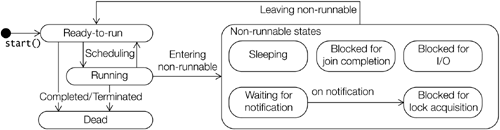 Leaving non-runnable
Ready-to-run
start()
Scheduling
Entering
non-runnable
Running
Completed/Terminated
Dead
Non-runnable states
Sleeping
Blocked for
join completion
Blocked for
I/O
Waiting for
notification
on notification
Blocked for
lock acquisition